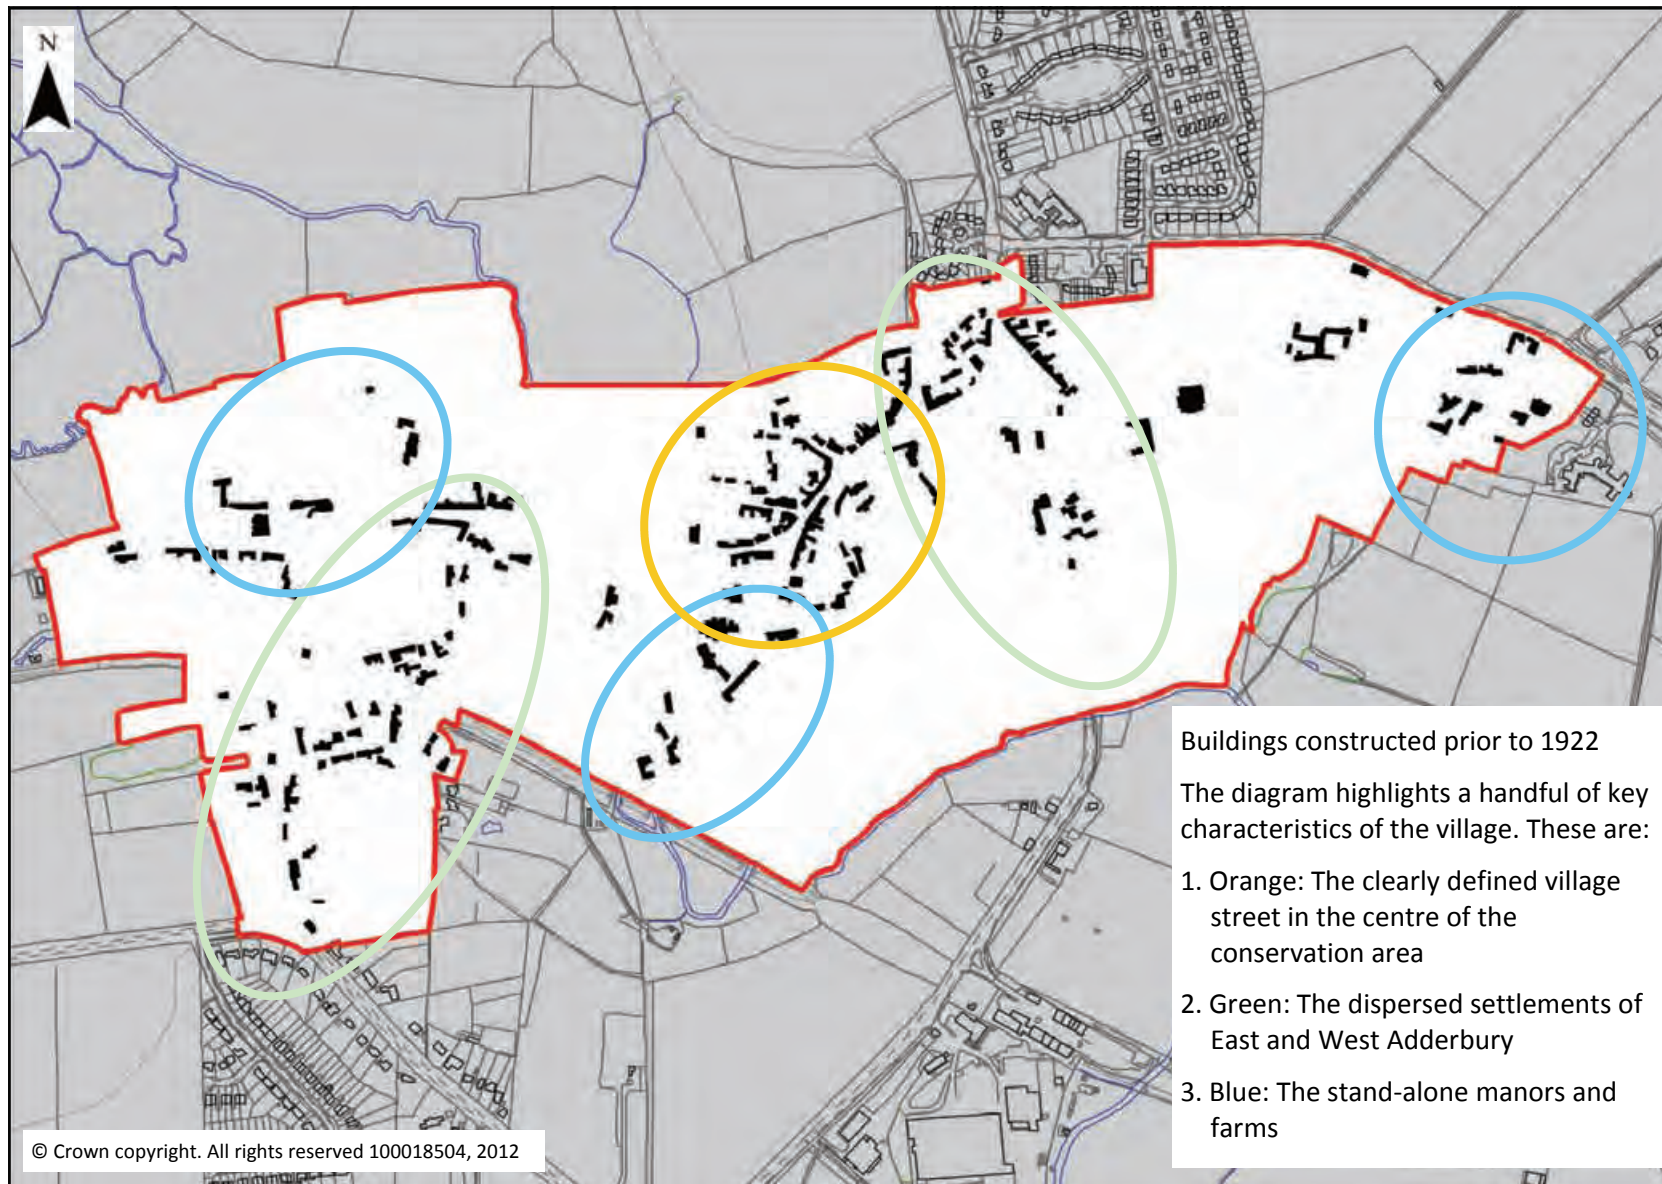 N
Buildings constructed prior to 1922
The diagram highlights a handful of key
characteristics of the village. These are:
1. Orange: The clearly defined village
street in the centre of the
conservation area
2. Green: The dispersed settlements of
East and West Adderbury
3. Blue: The stand-alone manors and
farms
© Crown copyright. All rights reserved 100018504, 2012